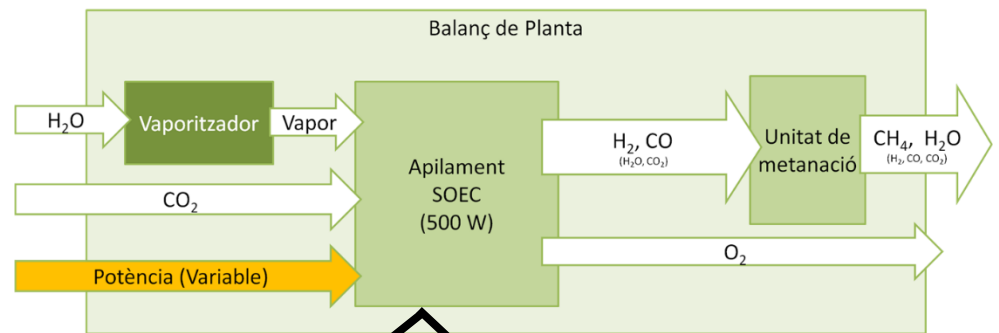 Balanç de Planta
H₂O
Vaporitzador
Vapor
CO₂
Potència (Variable)
Apilament
SOEC
(500 W)
H₂, CO
(H₂O, CO₂)
Unitat de
metanació
CH₄, H₂O
(H₂, CO, CO₂)
O₂